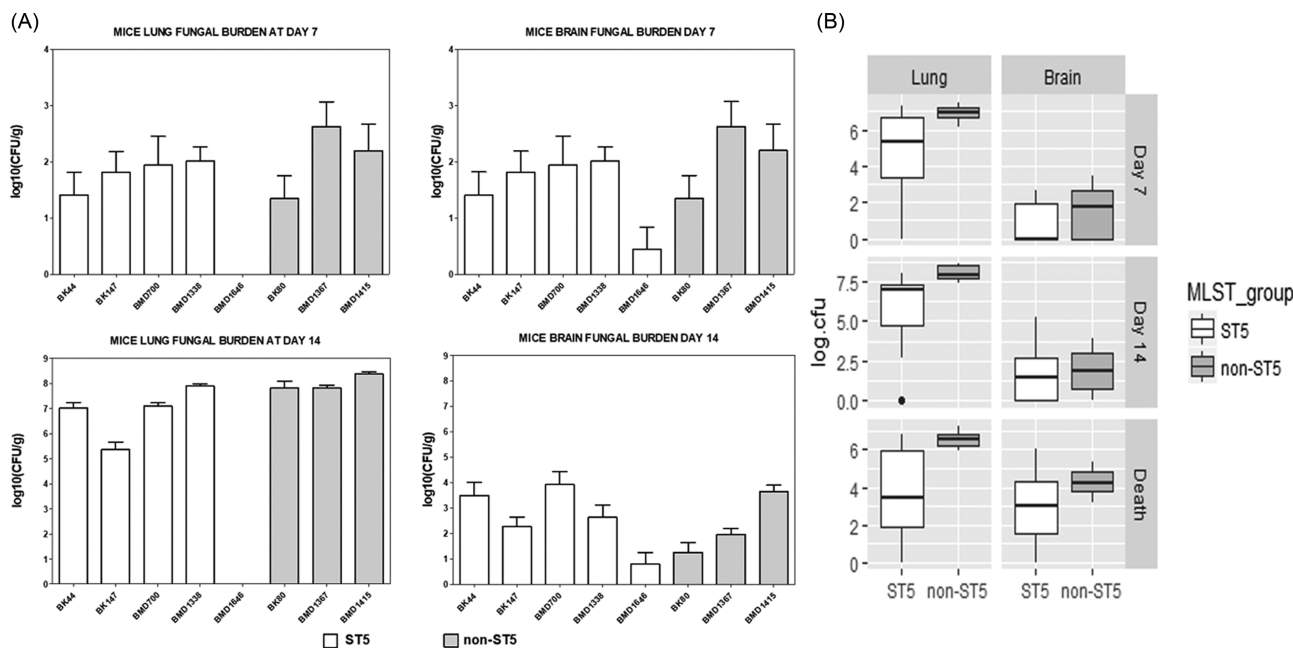 (A)
MICE LUNG FUNGAL BURDEN AT DAY 7
log10(CFU/g)
4
3
2
1
0
BK44
BK147
BMD700
BMD1338
BMD1646
BK80
BMD1367
BMD1415
MICE BRAIN FUNGAL BURDEN DAY 7
log10(CFU/g)
4
3
2
1
0
BK44
BK147
BMD700
BMD1338
BMD1646
BK80
BMD1367
BMD1415
MICE LUNG FUNGAL BURDEN AT DAY 14
log10(CFU/g)
9
8
7
6
5
4
3
2
1
0
BK44
BK147
BMD700
BMD1338
BMD1646
BK80
BMD1367
BMD1415
MICE BRAIN FUNGAL BURDEN DAY 14
log10(CFU/g)
9
8
7
6
5
4
3
2
1
0
BK44
BK147
BMD700
BMD1338
BMD1646
BK80
BMD1367
BMD1415
ST5
non-ST5
(B)
Lung
Brain
6
4
2
0
Day 7
log.cfu
7.5
5.0
2.5
0.0
Day 14
6
4
2
0
Death
ST5
non-ST5
ST5
non-ST5
MLST_group
ST5
non-ST5